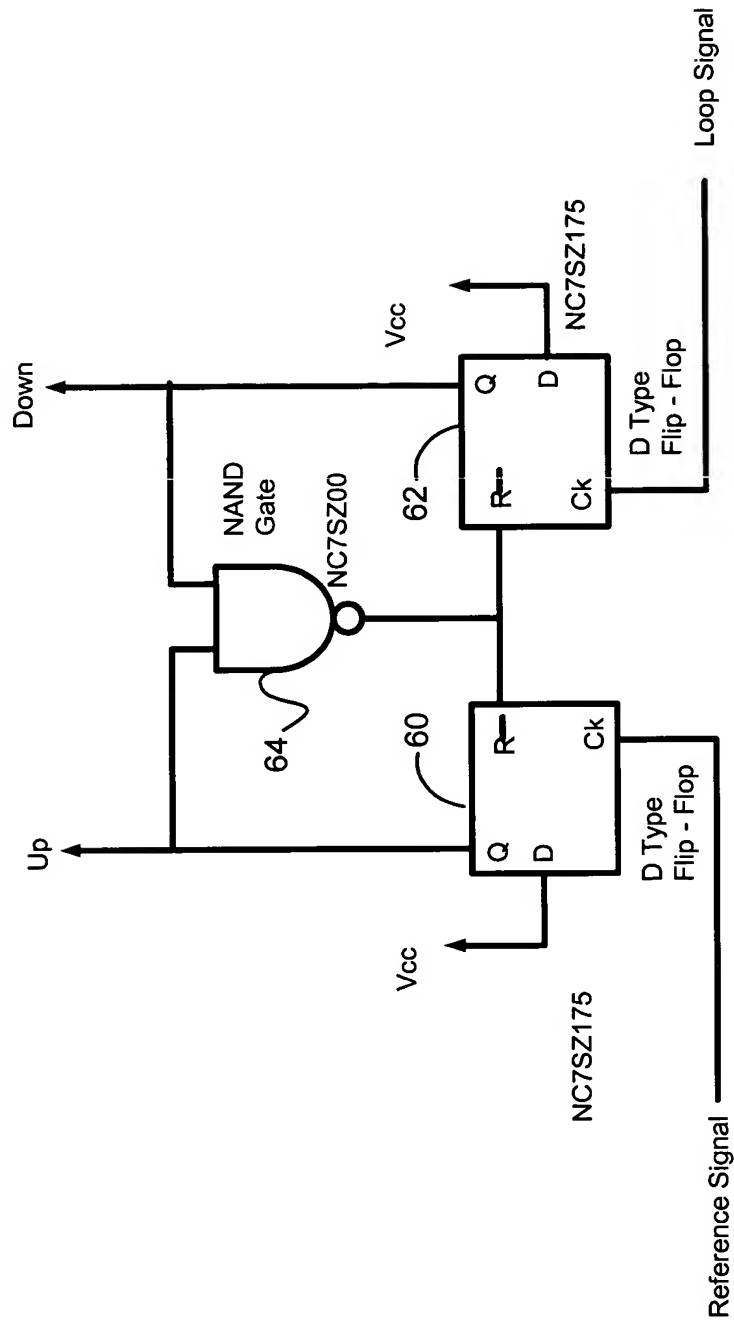 Up
Down
NAND
Gate
NC7SZ00
64
Vcc
Vcc
60
62
Q
D
R
Ck
Q
D
R
Ck
NC7SZ175
D Type
Flip - Flop
D Type
Flip - Flop
NC7SZ175
Reference Signal
Loop Signal